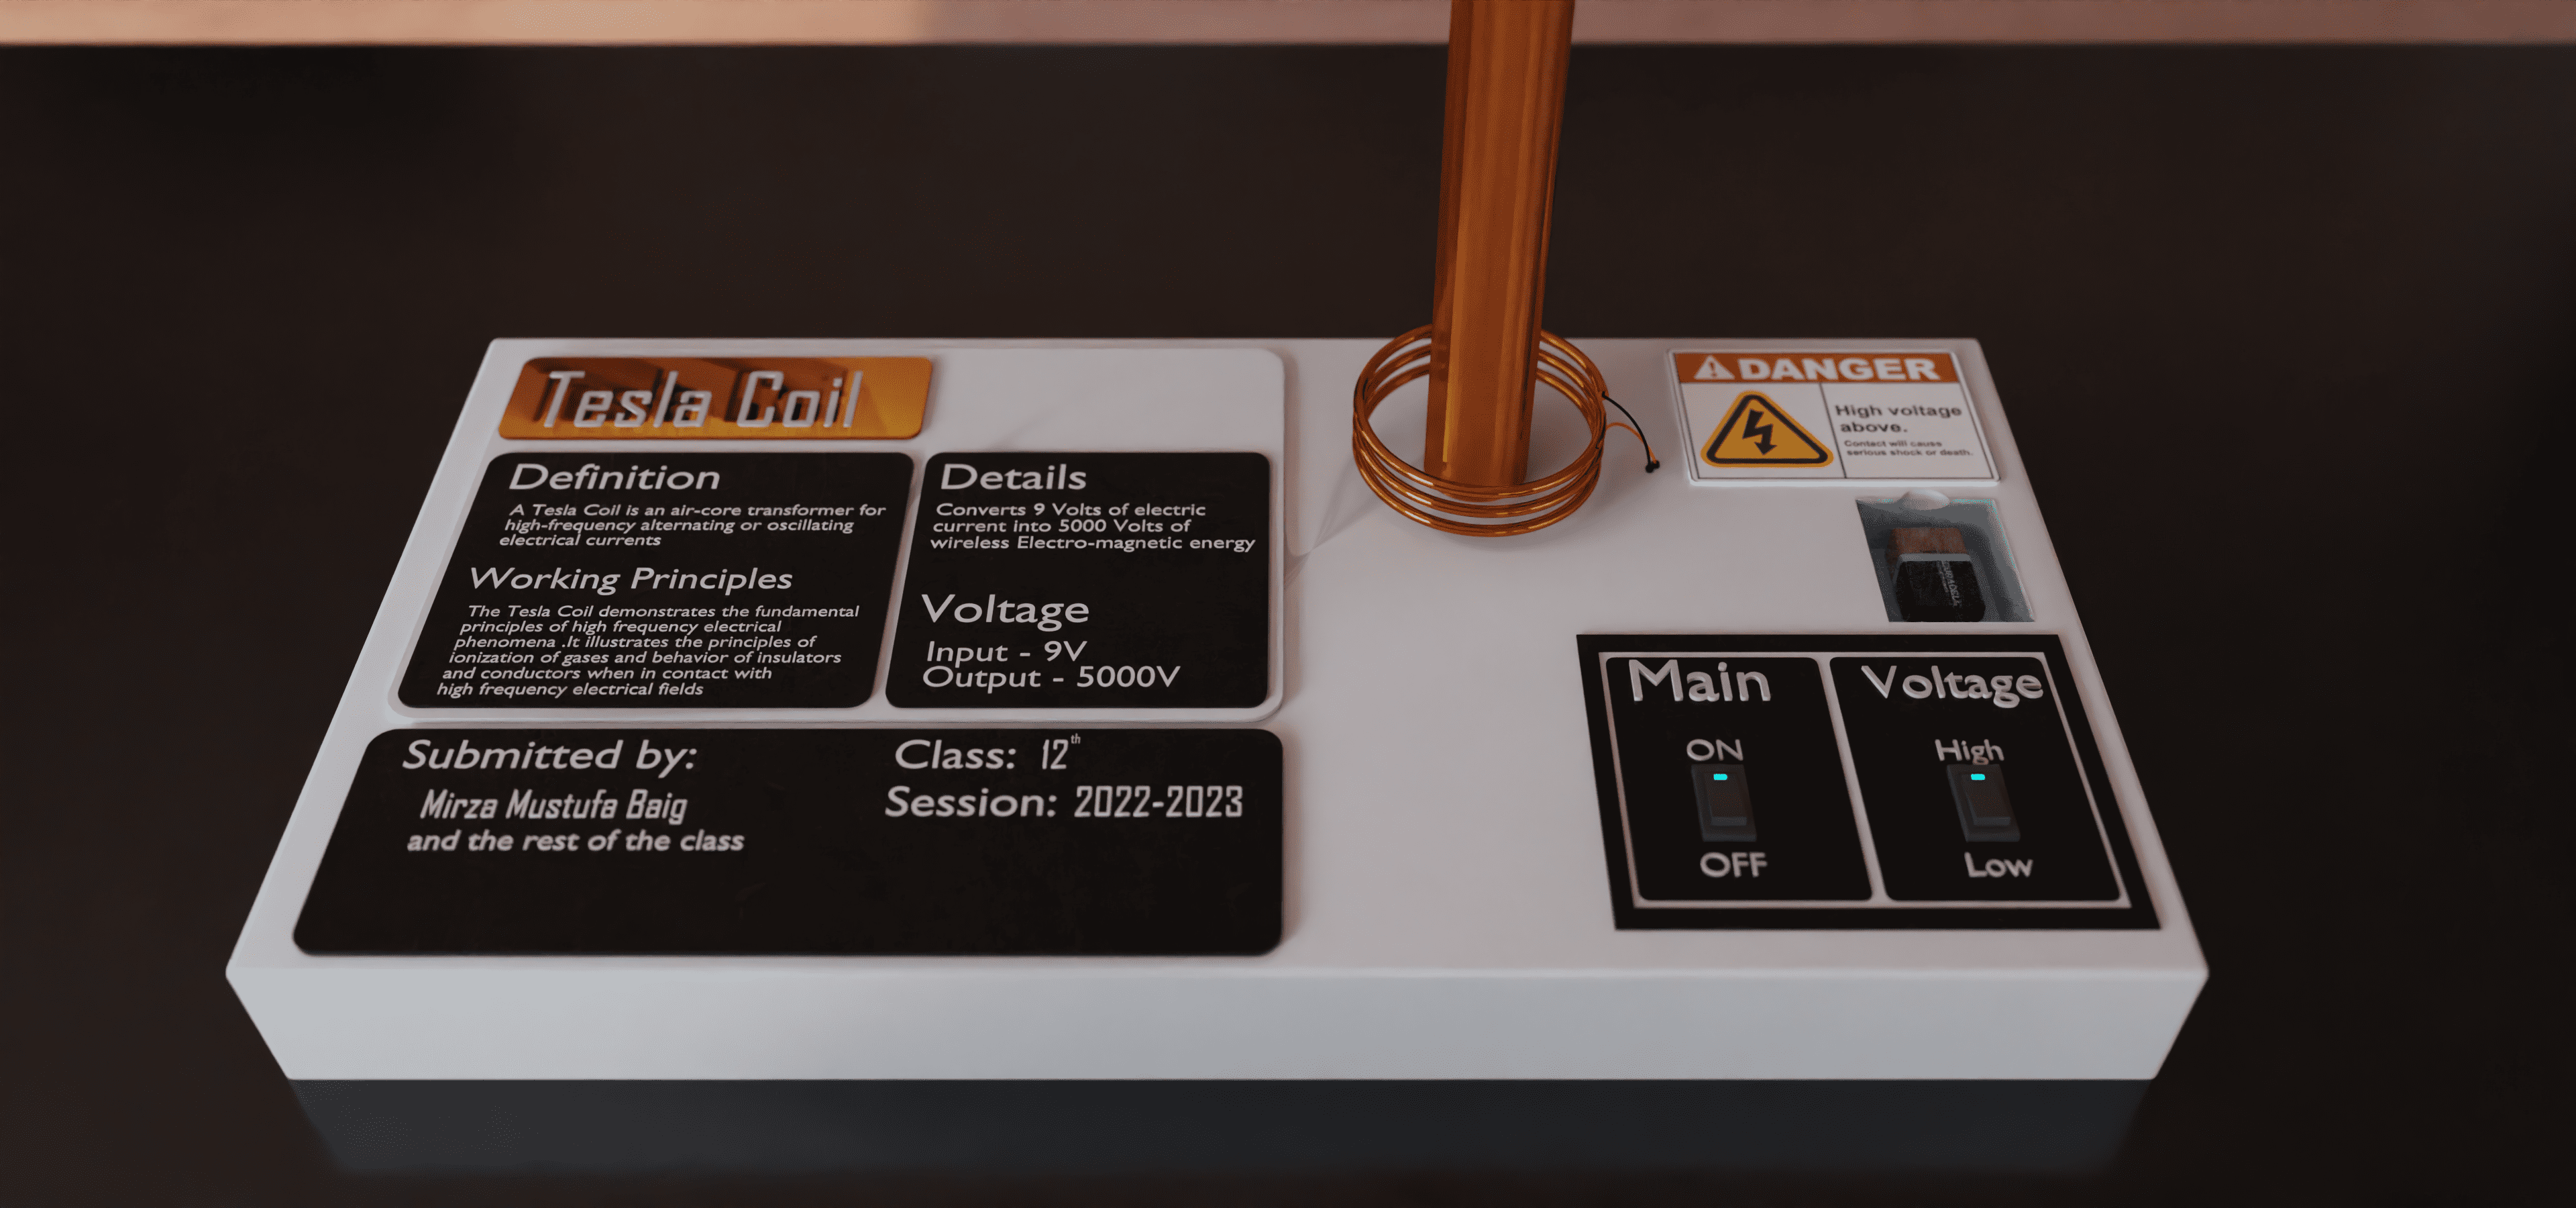 Tesla Coil
Definition
A Tesla Coil is an air-core transformer for
high-frequency alternating or oscillating
electrical currents
Working Principles
The Tesla Coil demonstrates the fundamental
principles of high frequency electrical
phenomena .It illustrates the principles of
ionization of gases and behavior of insulators
and conductors when in contact with
high frequency electrical fields
Details
Converts 9 Volts of electric
current into 5000 Volts of
wireless Electro-magnetic energy
Voltage
Input - 9V
Output - 5000V
Submitted by:
Mirza Mustufa Baig
and the rest of the class
Class: 12th
Session: 2022-2023
DANGER
High voltage
above.
Contact will cause
serious shock or death.
DURACELL
Main
ON
OFF
Voltage
High
Low